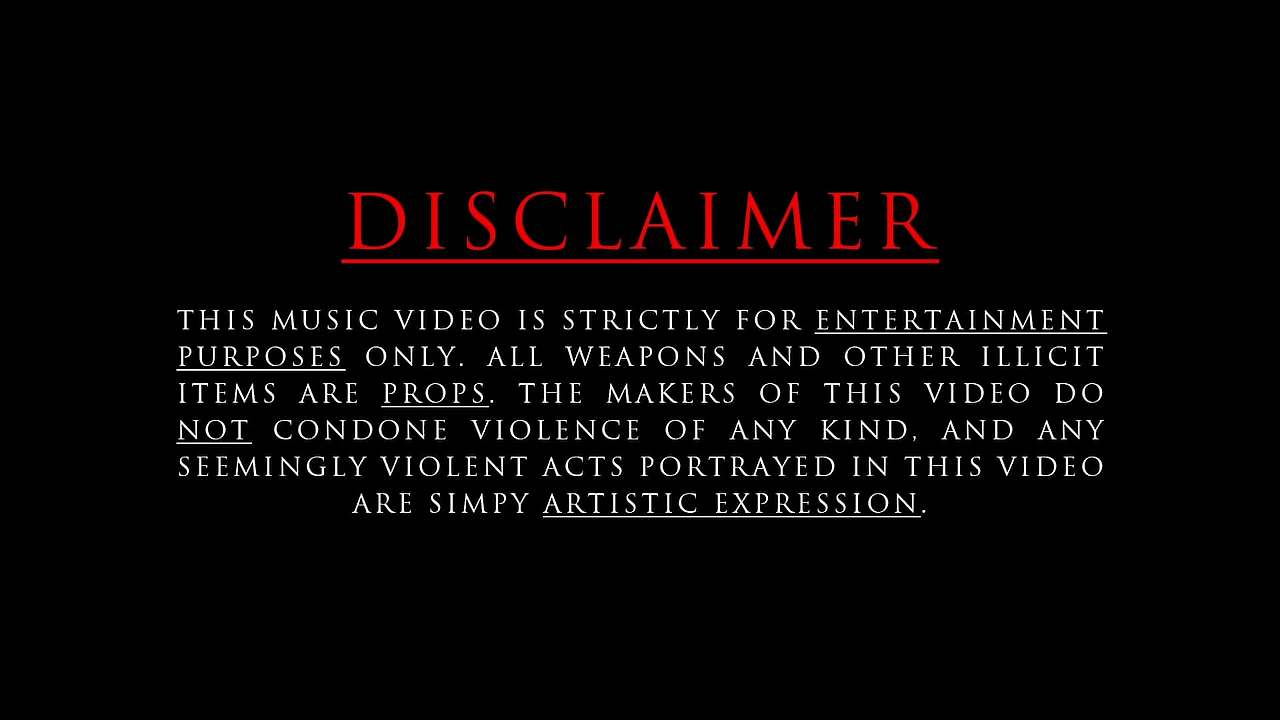 DISCLAIMER
THIS MUSIC VIDEO IS STRICTLY FOR ENTERTAINMENT
PURPOSES ONLY. ALL WEAPONS AND OTHER ILLICIT
ITEMS ARE PROPS. THE MAKERS OF THIS VIDEO DO
NOT CONDONE VIOLENCE OF ANY KIND, AND ANY
SEEMINGLY VIOLENT ACTS PORTRAYED IN THIS VIDEO
ARE SIMPY ARTISTIC EXPRESSION.